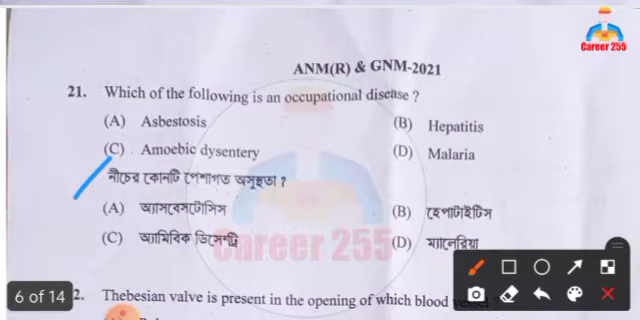 Career 255
ANM(R) & GNM-2021
21. Which of the following is an occupational disease ?
(A) Asbestosis (B) Hepatitis
(C) Amoebic dysentery (D) Malaria
নীচের কোনটি পেশাগত অসুস্থতা ?
(A) অ্যাসবেসটোসিস (B) হেপাটাইটিস
(C) অ্যামিবিক ডিসেন্ট্রি (D) ম্যালেরিয়া
Career 255
6 of 14
2. Thebesian valve is present in the opening of which blood vessel ?